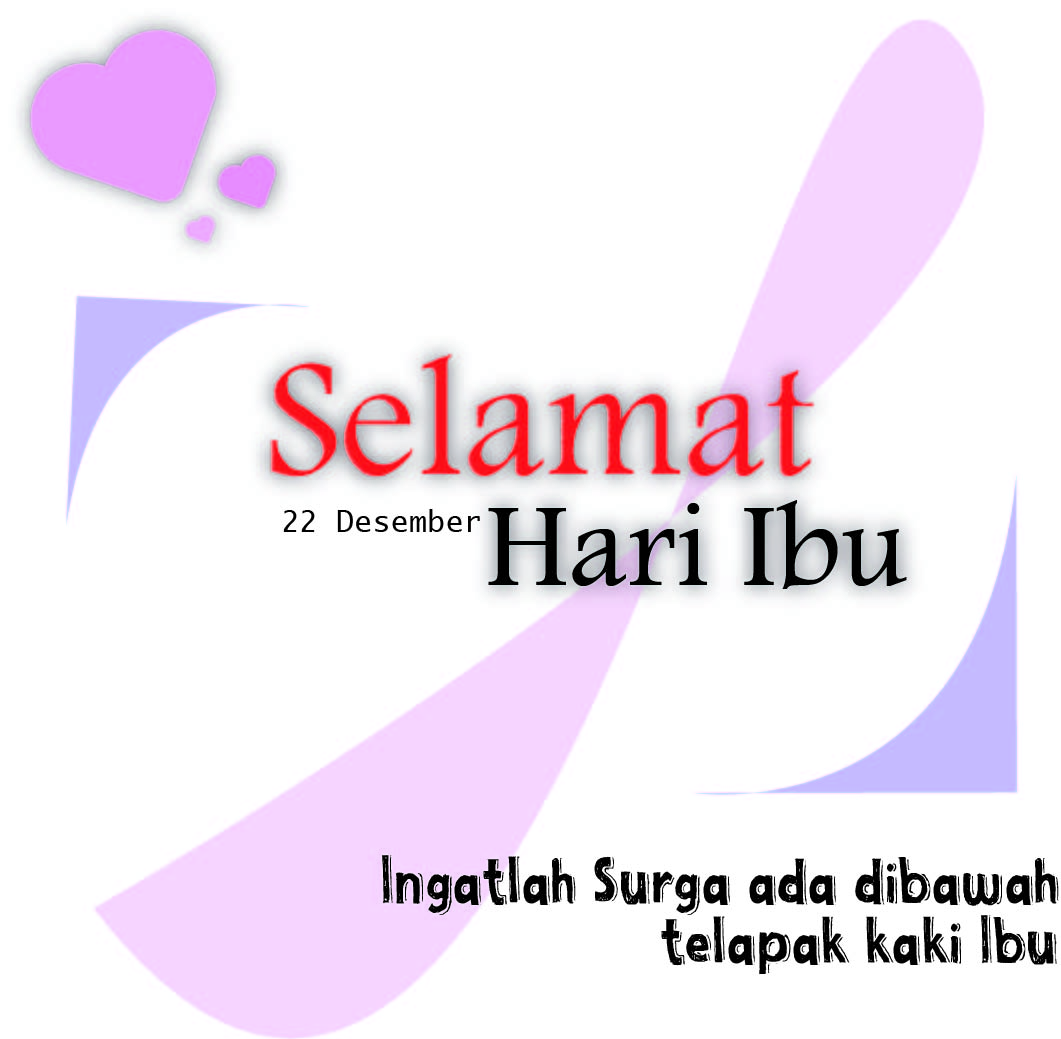 Selamat
22 Desember Hari Ibu
Ingatlah Surga ada dibawah
telapak kaki Ibu